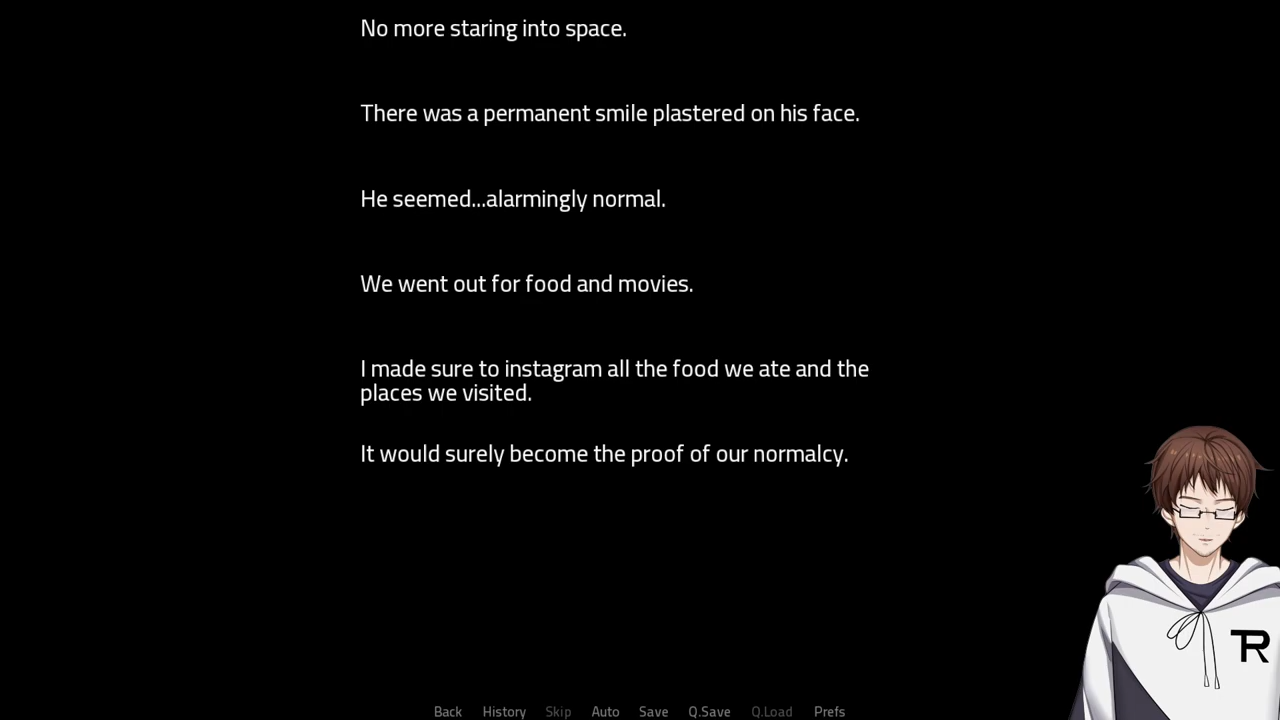 No more staring into space.
There was a permanent smile plastered on his face.
He seemed...alarmingly normal.
We went out for food and movies.
I made sure to instagram all the food we ate and the
places we visited.
It would surely become the proof of our normalcy.
TR
Back History Skip Auto Save Q.Save Q.Load Prefs